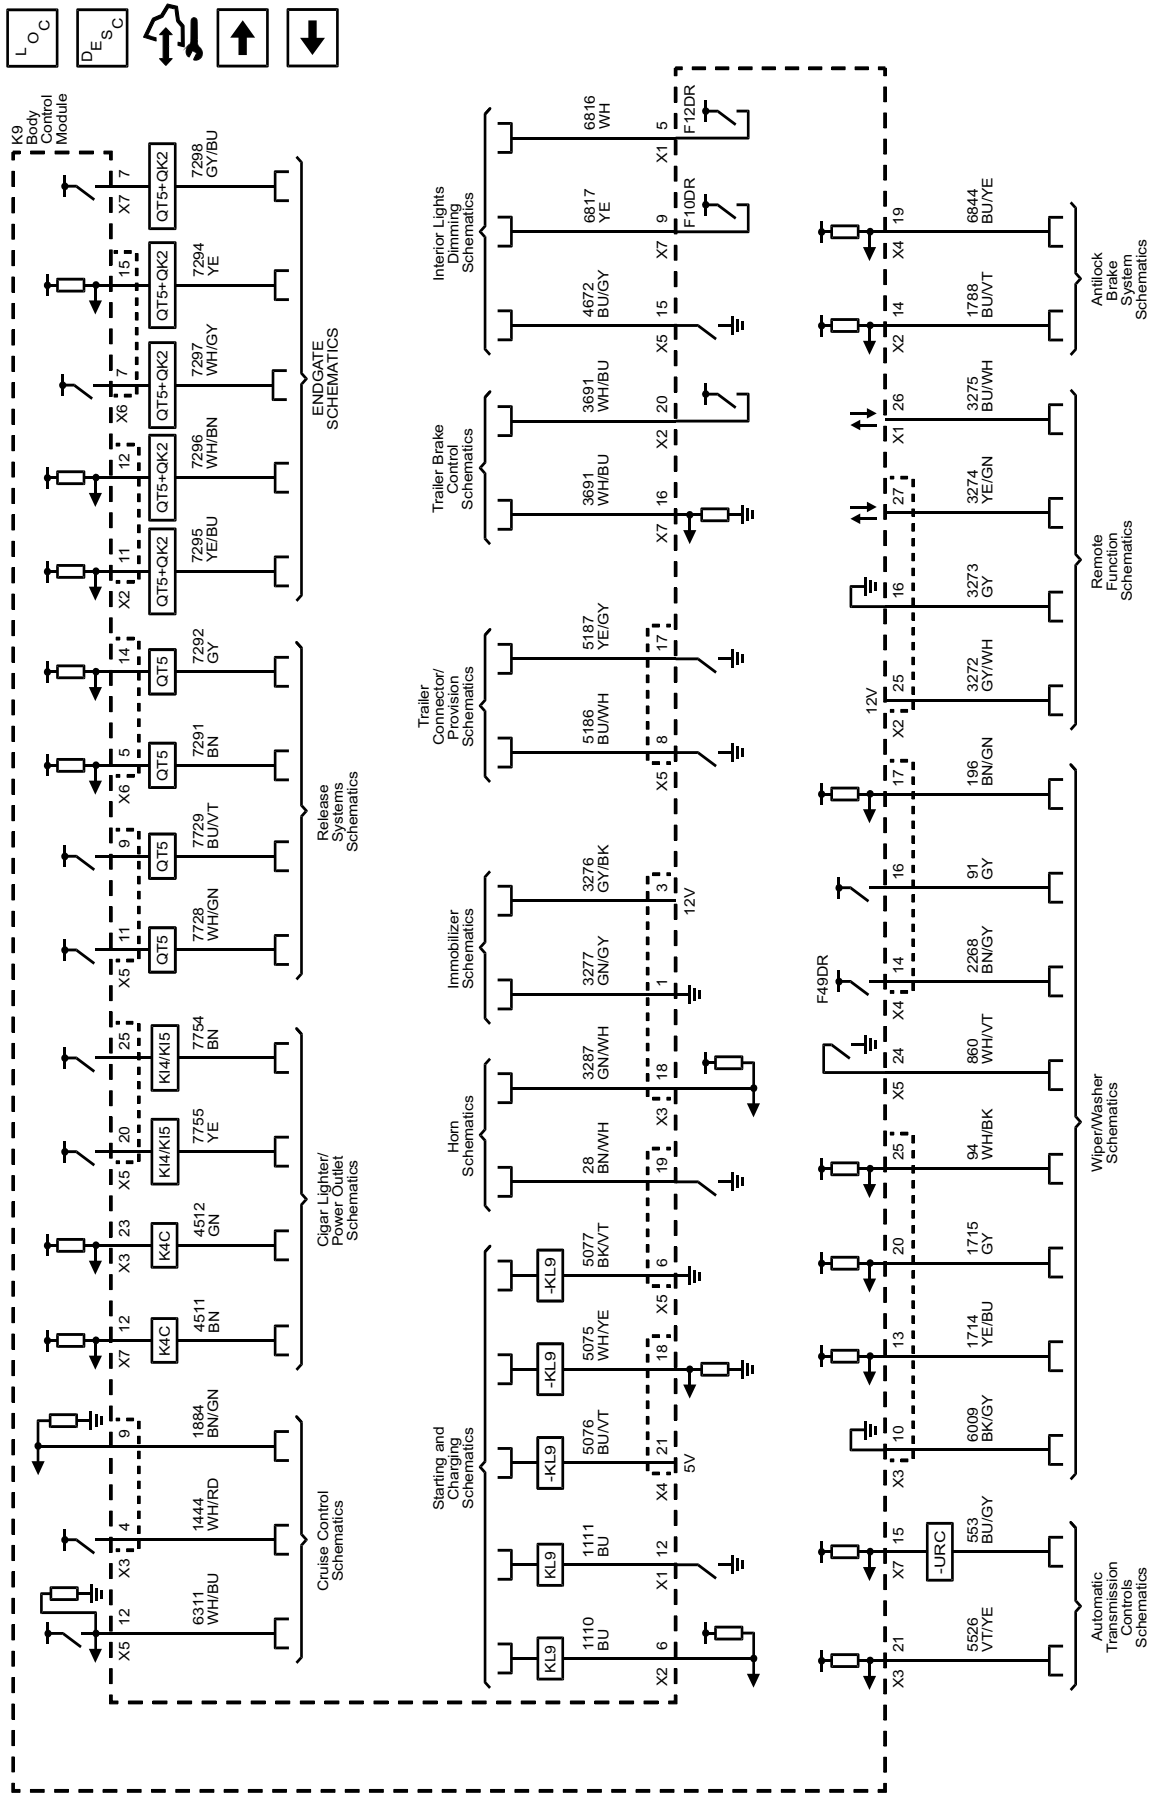 L O C
D E S C
K9
Body
Control
Module
X5 12
6311
WH/BU
X3 4
1444
WH/RD
9
1884
BN/GN
Cruise Control
Schematics
X7 12
K4C
4511
BN
X3 23
K4C
4512
GN
X5 20
KI4/KI5
7755
YE
25
KI4/KI5
7754
BN
Cigar Lighter/
Power Outlet
Schematics
X5 11
QT5
7728
WH/GN
9
QT5
7729
BU/VT
X6 5
QT5
7291
BN
14
QT5
7292
GY
Release
Systems
Schematics
X2 11
QT5+QK2
7295
YE/BU
12
QT5+QK2
7296
WH/BN
X6 7
QT5+QK2
7297
WH/GY
15
QT5+QK2
7294
YE
X7 7
QT5+QK2
7298
GY/BU
ENDGATE
SCHEMATICS
Starting and
Charging
Schematics
KL9
1110
BU
X2 6
KL9
1111
BU
X1 12
-KL9
5076
BU/VT
X4 21
5V
-KL9
5075
WH/YE
18
-KL9
5077
BK/VT
X5 6
Horn
Schematics
28
BN/WH
19
3287
GN/WH
X3 18
Immobilizer
Schematics
3277
GN/GY
1
3276
GY/BK
3
12V
Trailer
Connector/
Provision
Schematics
5186
BU/WH
X5 8
5187
YE/GY
17
Trailer Brake
Control
Schematics
3691
WH/BU
X7 16
3691
WH/BU
X2 20
Interior Lights
Dimming
Schematics
4672
BU/GY
X5 15
6817
YE
X7 9
F10DR
6816
WH
X1 5
F12DR
X3 21
5526
VT/YE
X7 15
-URC
553
BU/GY
Automatic
Transmission
Controls
Schematics
X3 10
6009
BK/GY
13
1714
YE/BU
20
1715
GY
25
94
WH/BK
X5 24
860
WH/VT
F49DR
X4 14
2268
BN/GY
16
91
GY
17
196
BN/GN
Wiper/Washer
Schematics
12V
X2 25
3272
GY/WH
16
3273
GY
27
3274
YE/GN
X1 26
3275
BU/WH
Remote
Function
Schematics
X2 14
1788
BU/VT
X4 19
6844
BU/YE
Antilock
Brake
System
Schematics